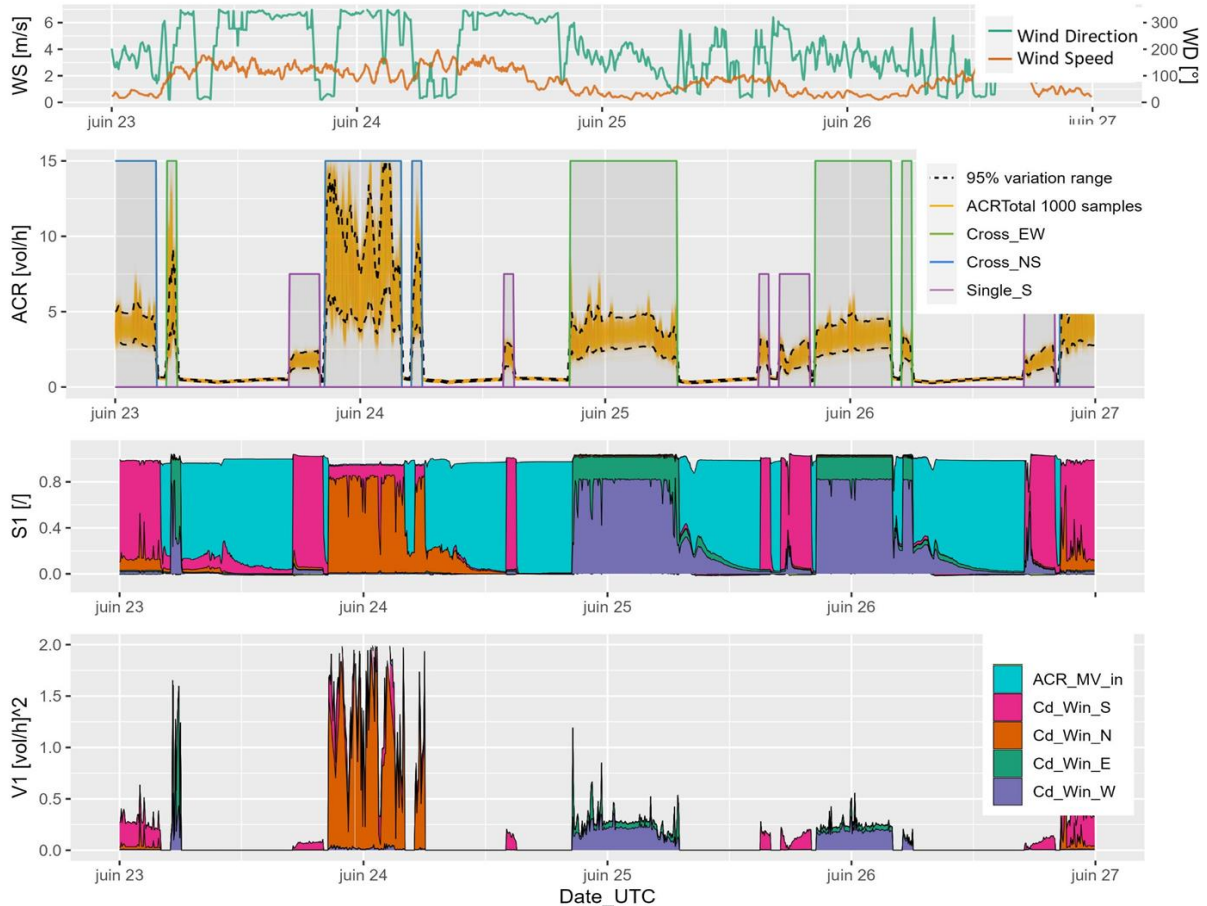 WS [m/s]
6
4
2
0
300
200
100
0
WD [°]
Wind Direction
Wind Speed
juin 23
juin 24
juin 25
juin 26
juin 27
ACR [vol/h]
15
10
5
0
95% variation range
ACRTotal 1000 samples
Cross_EW
Cross_NS
Single_S
juin 23
juin 24
juin 25
juin 26
juin 27
S1 [/]
0.8
0.4
0.0
juin 23
juin 24
juin 25
juin 26
juin 27
V1 [vol/h]^2
2.0
1.5
1.0
0.5
0.0
ACR_MV_in
Cd_Win_S
Cd_Win_N
Cd_Win_E
Cd_Win_W
juin 23
juin 24
juin 25
juin 26
juin 27
Date_UTC